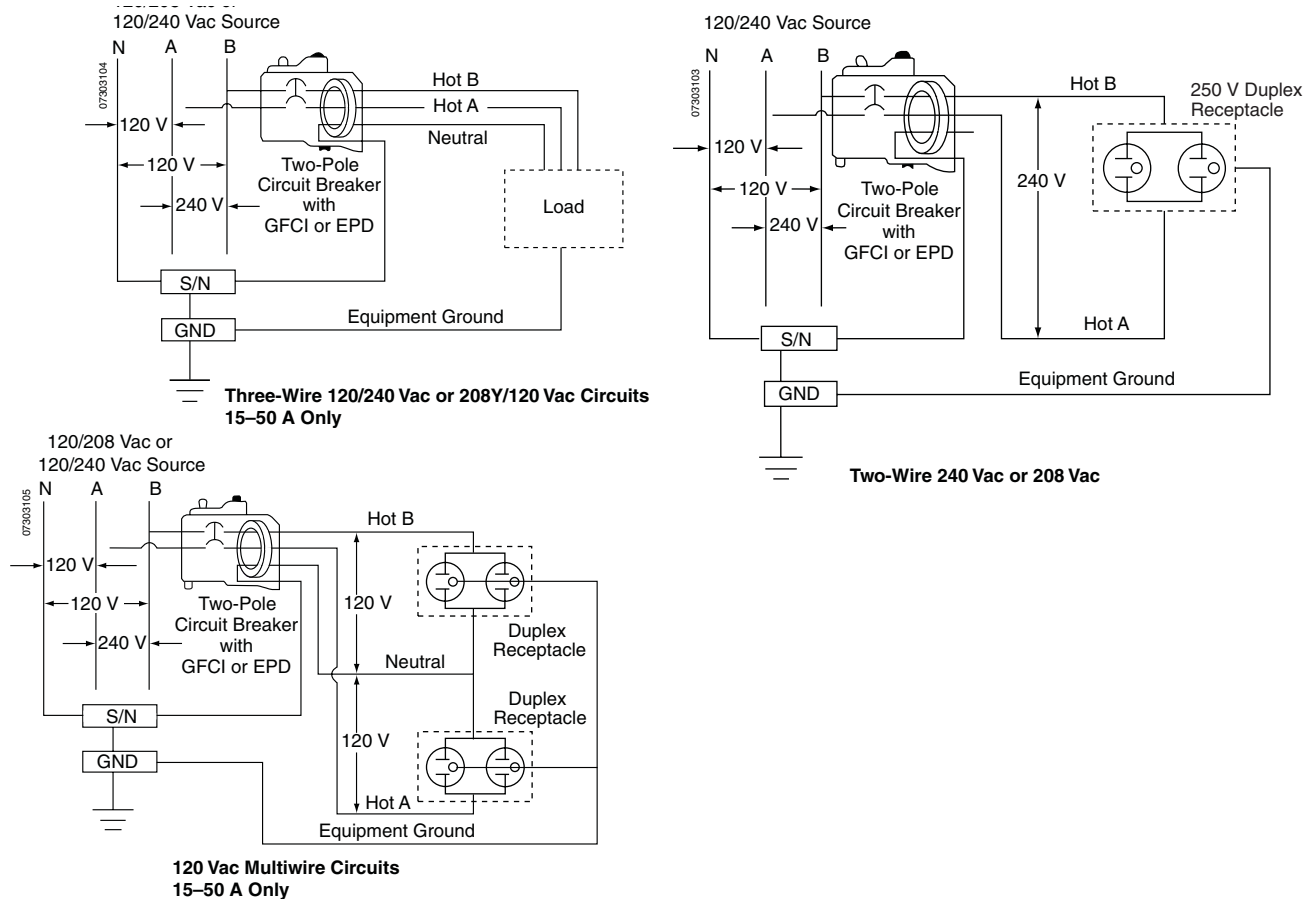 120/240 Vac Source
N A B
07303104
Hot B
Hot A
Neutral
120 V
120 V
240 V
Two-Pole
Circuit Breaker
with
GFCI or EPD
Load
S/N
GND
Equipment Ground
Three-Wire 120/240 Vac or 208Y/120 Vac Circuits
15–50 A Only
120/240 Vac Source
N A B
07303103
Hot B
250 V Duplex
Receptacle
120 V
120 V
240 V
240 V
Two-Pole
Circuit Breaker
with
GFCI or EPD
Hot A
S/N
GND
Equipment Ground
Two-Wire 240 Vac or 208 Vac
120/208 Vac or
120/240 Vac Source
N A B
07303105
Hot B
120 V
120 V
240 V
Two-Pole
Circuit Breaker
with
GFCI or EPD
120 V
Duplex
Receptacle
Neutral
Duplex
Receptacle
120 V
S/N
GND
Hot A
Equipment Ground
120 Vac Multiwire Circuits
15–50 A Only